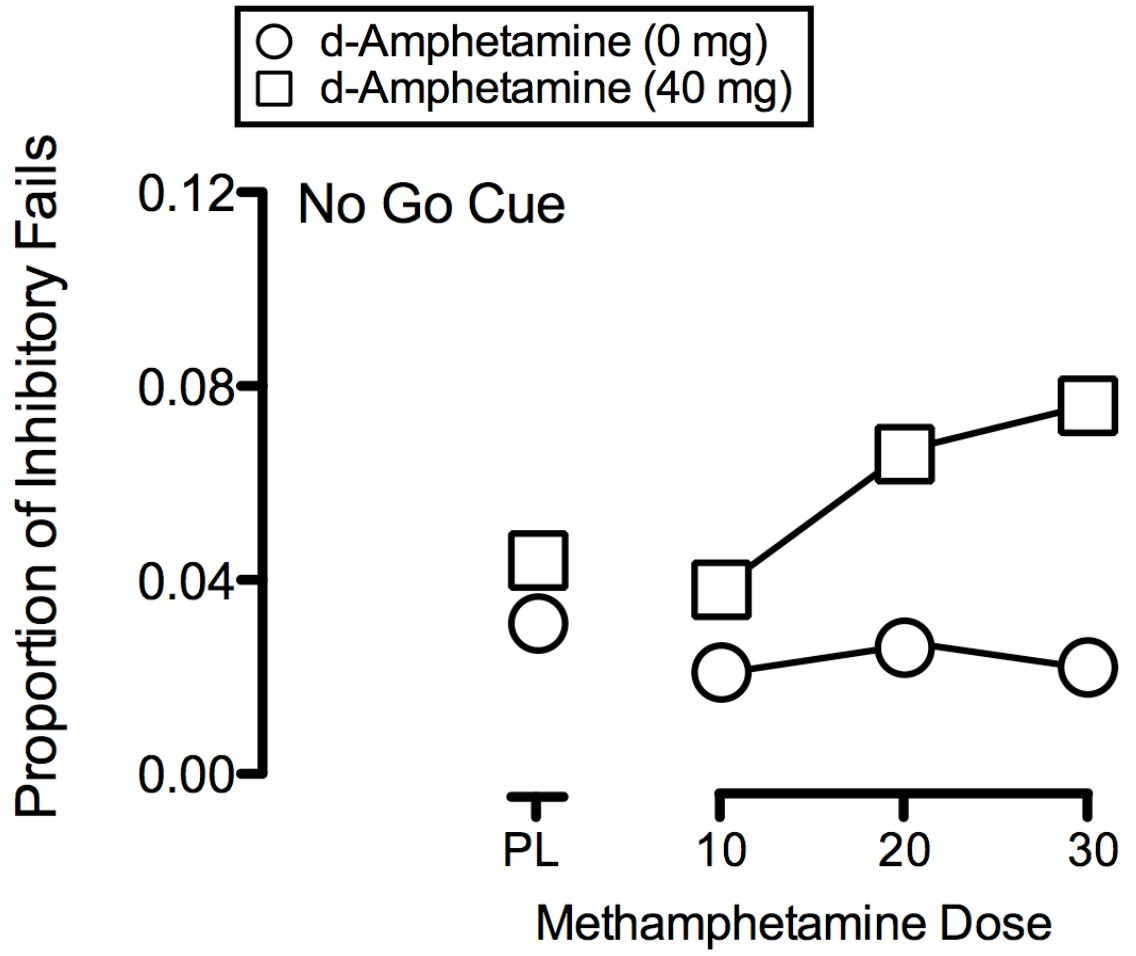 d-Amphetamine (0 mg)
d-Amphetamine (40 mg)
No Go Cue
Proportion of Inhibitory Fails
0.12
0.08
0.04
0.00
PL 10 20 30
Methamphetamine Dose